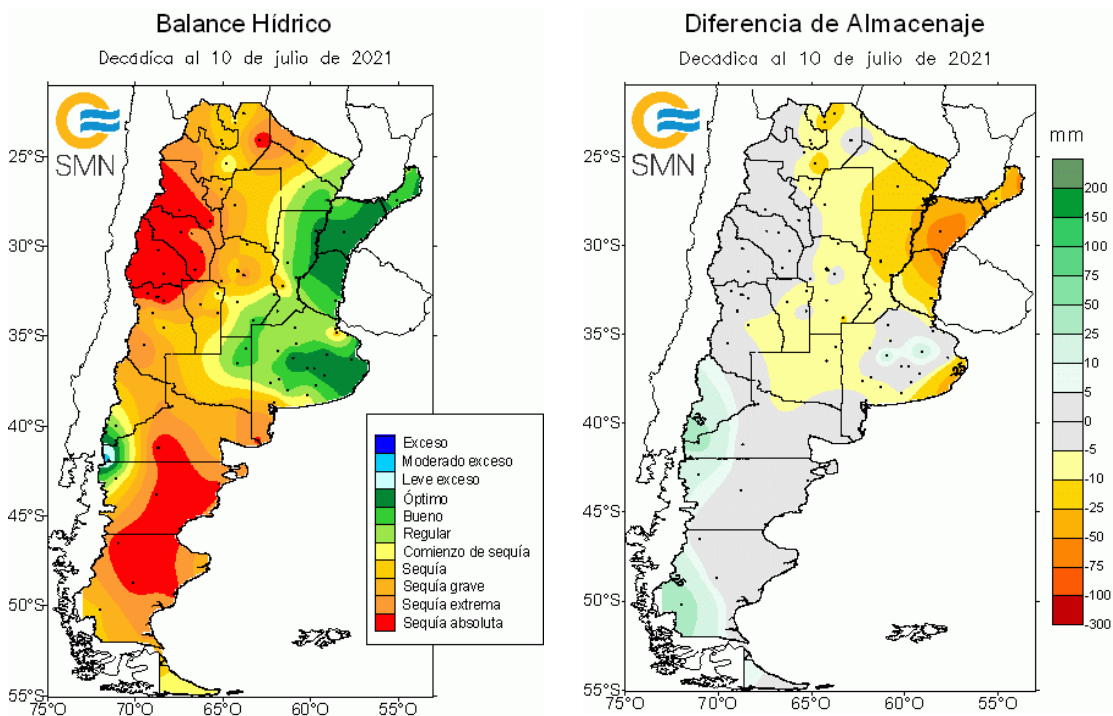 Balance Hídrico
Decádica al 10 de julio de 2021
SMN
25°S
30°S
35°S
40°S
45°S
50°S
55°S
75°O
70°O
65°O
60°O
55°O
Exceso
Moderado exceso
Leve exceso
Óptimo
Bueno
Regular
Comienzo de sequía
Sequía
Sequía grave
Sequía extrema
Sequía absoluta
Diferencia de Almacenaje
Decádica al 10 de julio de 2021
SMN
25°S
30°S
35°S
40°S
45°S
50°S
55°S
75°O
70°O
65°O
60°O
55°O
mm
200
150
100
75
50
25
10
5
0
-5
-10
-25
-50
-75
-100
-300